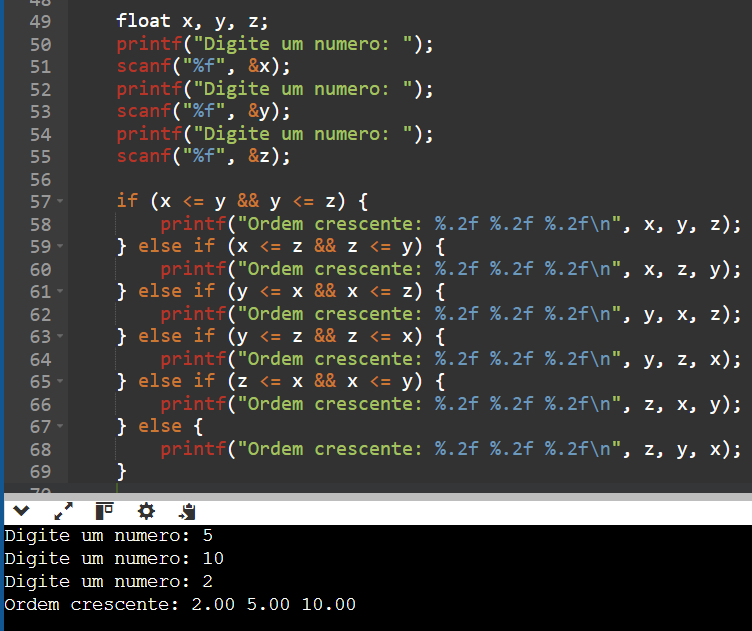 49 float x, y, z;
50 printf("Digite um numero: ");
51 scanf("%f", &x);
52 printf("Digite um numero: ");
53 scanf("%f", &y);
54 printf("Digite um numero: ");
55 scanf("%f", &z);
56
57 if (x <= y && y <= z) {
58 printf("Ordem crescente: %.2f %.2f %.2f\n", x, y, z);
59 } else if (x <= z && z <= y) {
60 printf("Ordem crescente: %.2f %.2f %.2f\n", x, z, y);
61 } else if (y <= x && x <= z) {
62 printf("Ordem crescente: %.2f %.2f %.2f\n", y, x, z);
63 } else if (y <= z && z <= x) {
64 printf("Ordem crescente: %.2f %.2f %.2f\n", y, z, x);
65 } else if (z <= x && x <= y) {
66 printf("Ordem crescente: %.2f %.2f %.2f\n", z, x, y);
67 } else {
68 printf("Ordem crescente: %.2f %.2f %.2f\n", z, y, x);
69 }
Digite um numero: 5
Digite um numero: 10
Digite um numero: 2
Ordem crescente: 2.00 5.00 10.00